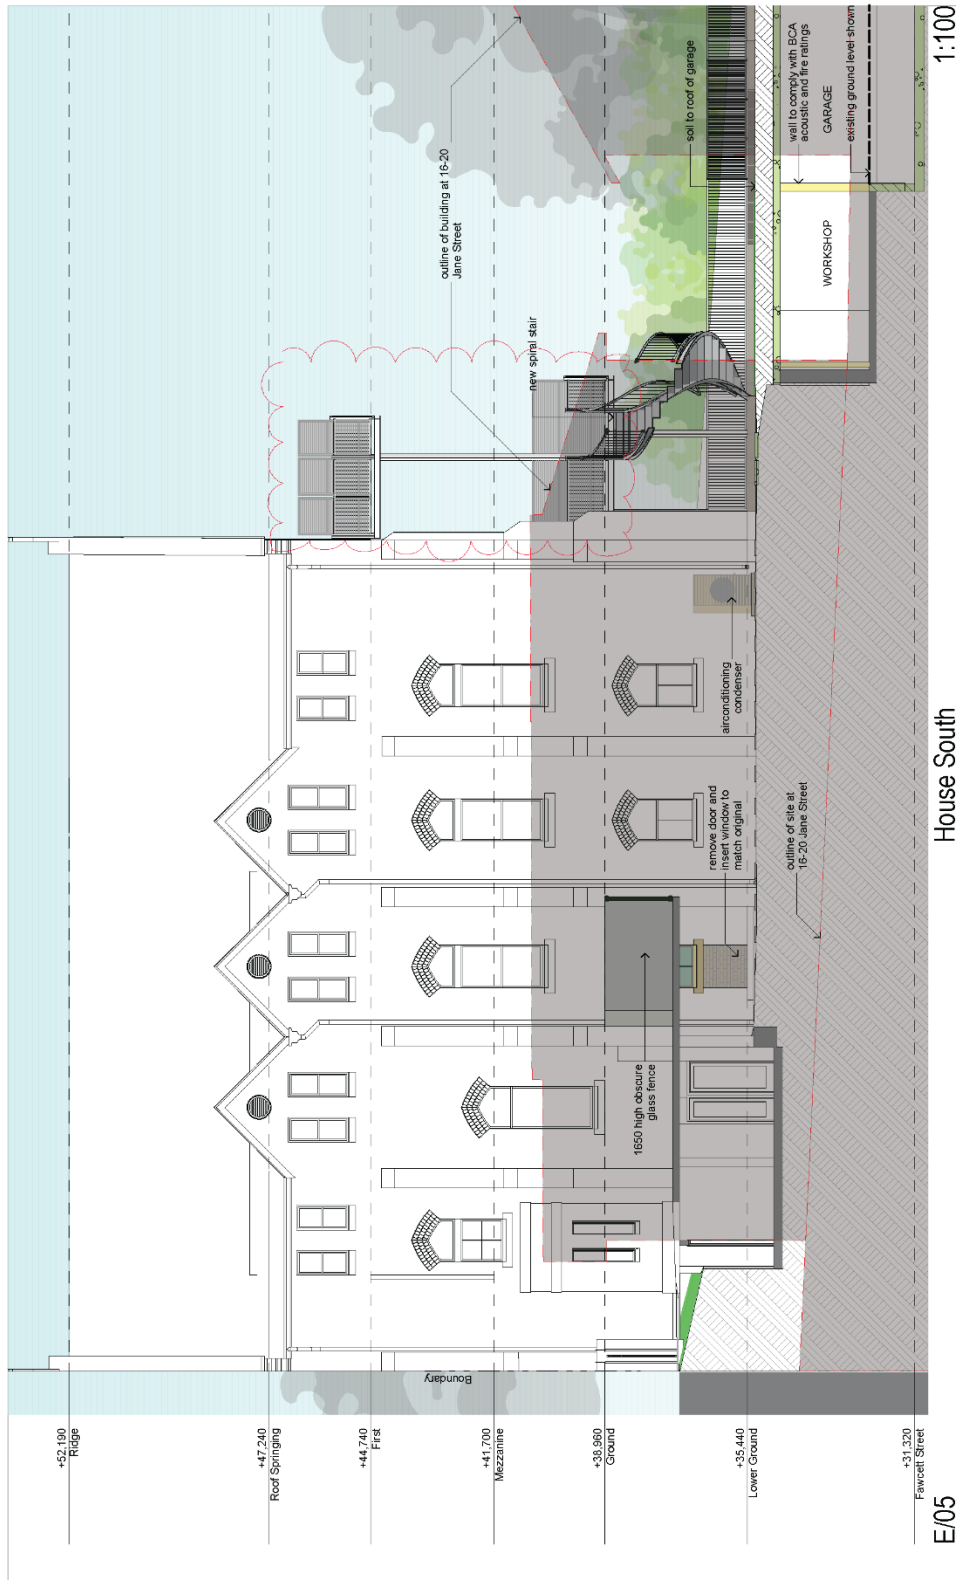 +52,190
Ridge
+47,240
Roof Springing
+44,740
First
+41,700
Mezzanine
+38,960
Ground
+35,440
Lower Ground
+31,320
Fawcett Street
Boundary
outline of building at 16-20
Jane Street
new spiral stair
soil to roof of garage
wall to comply with BCA
acoustic and fire ratings
GARAGE
existing ground level shown
WORKSHOP
airconditioning
condenser
remove door and
insert window to
match original
1650 high obscure
glass fence
outline of site at
16-20 Jane Street
E/05
House South
1:100